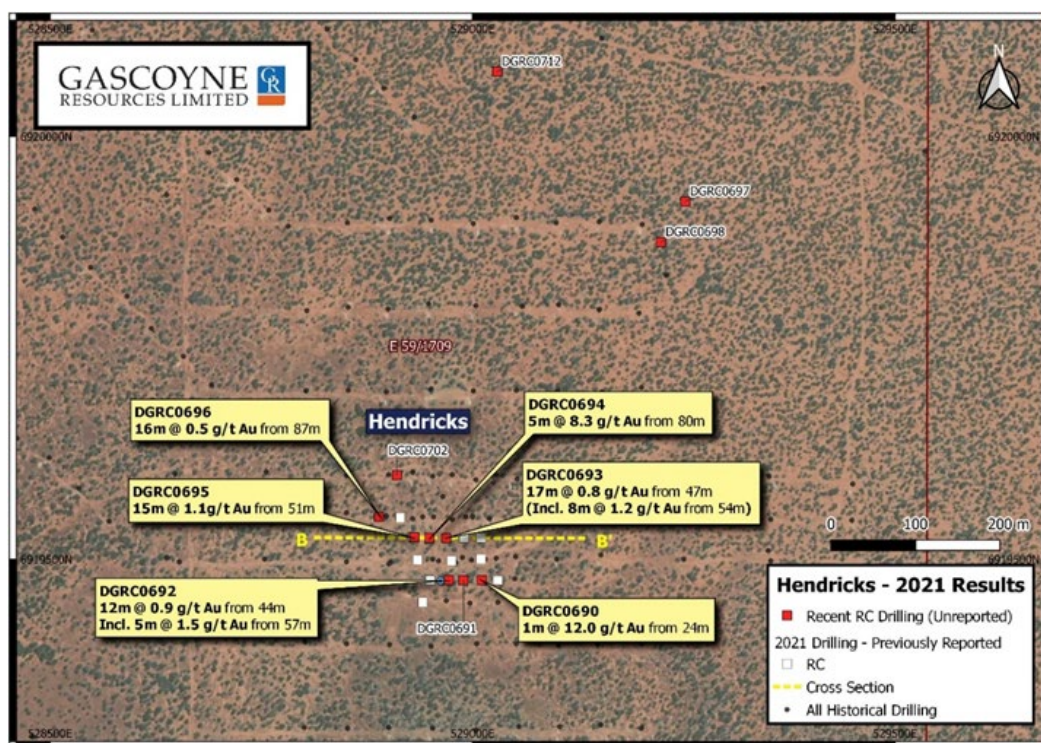 528500E
529000E
529500E
GASCOYNE
RESOURCES LIMITED
GR
N
DGRC0712
6920000N
6920000N
DGRC0697
DGRC0698
E 59/1709
DGRC0696
16m @ 0.5 g/t Au from 87m
Hendricks
DGRC0694
5m @ 8.3 g/t Au from 80m
DGRC0702
DGRC0695
15m @ 1.1g/t Au from 51m
DGRC0693
17m @ 0.8 g/t Au from 47m
(Incl. 8m @ 1.2 g/t Au from 54m)
B
B'
0 100 200 m
6919500N
6919500N
DGRC0692
12m @ 0.9 g/t Au from 44m
Incl. 5m @ 1.5 g/t Au from 57m
DGRC0691
DGRC0690
1m @ 12.0 g/t Au from 24m
Hendricks - 2021 Results
Recent RC Drilling (Unreported)
2021 Drilling - Previously Reported
RC
Cross Section
All Historical Drilling
528500E
529000E
529500E